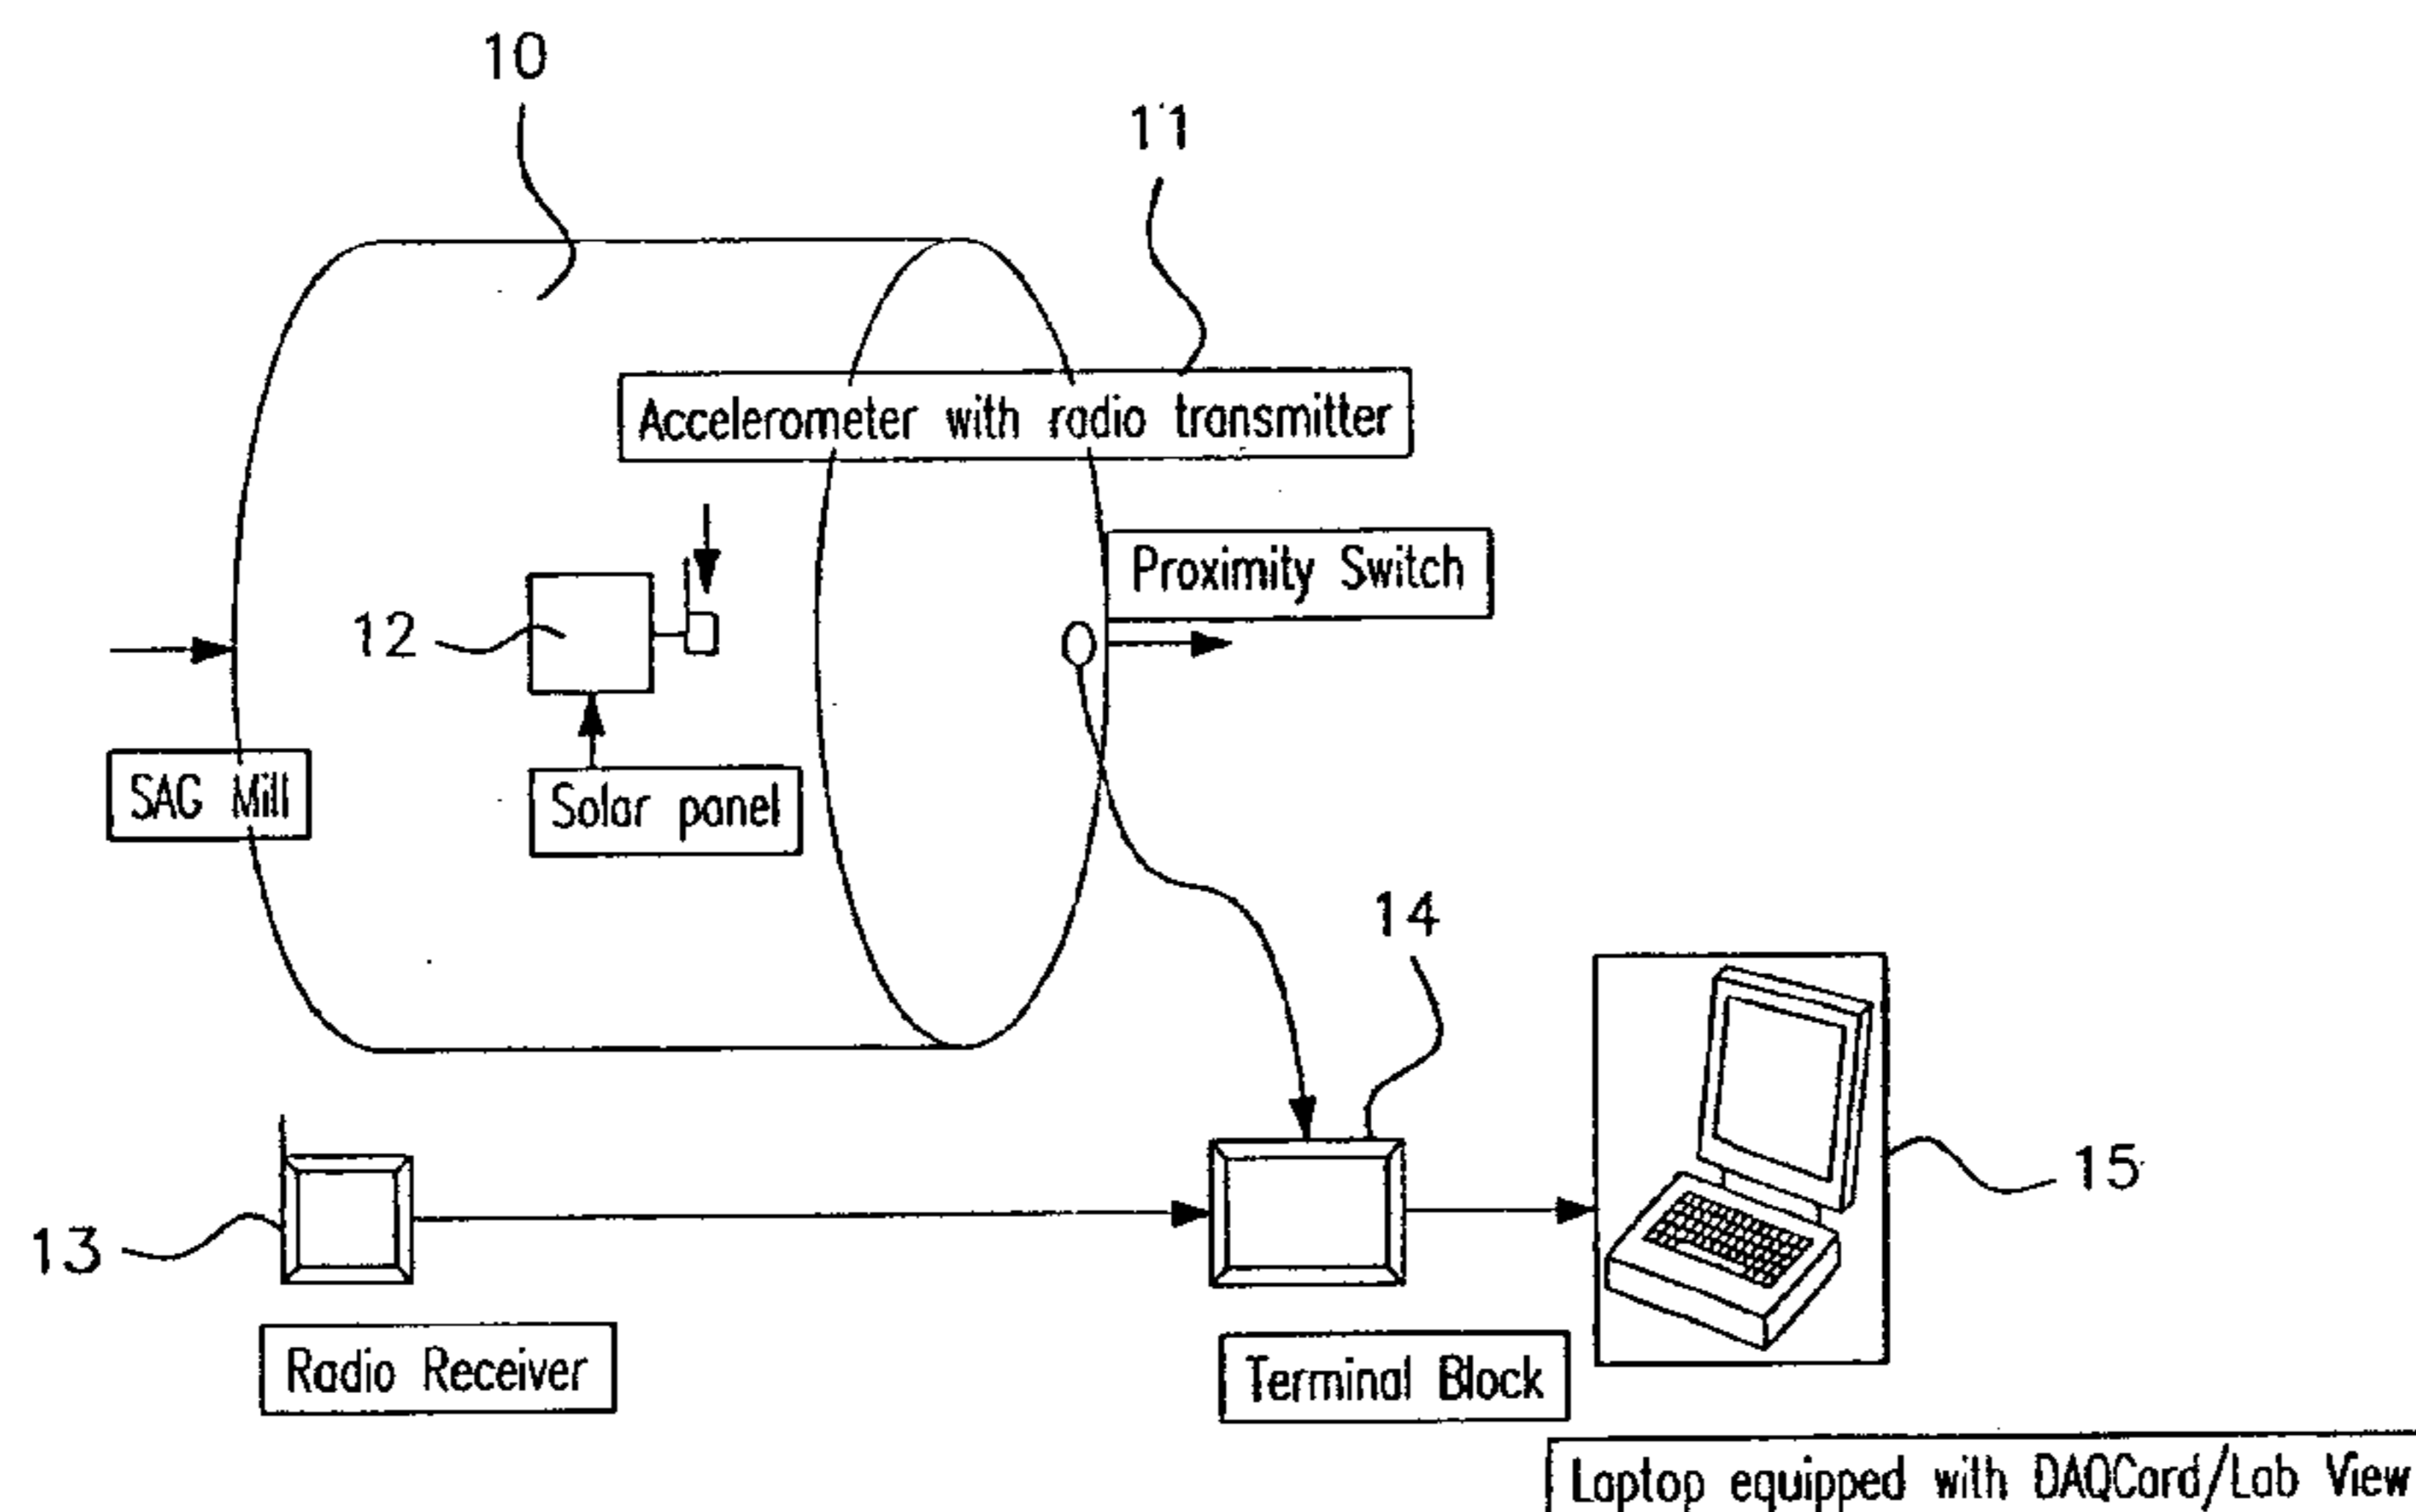 10
11
Accelerometer with radio transmitter
Proximity Switch
12
SAG Mill
Solar panel
14
15
13
Radio Receiver
Terminal Block
Laptop equipped with DAQCard/Lab View